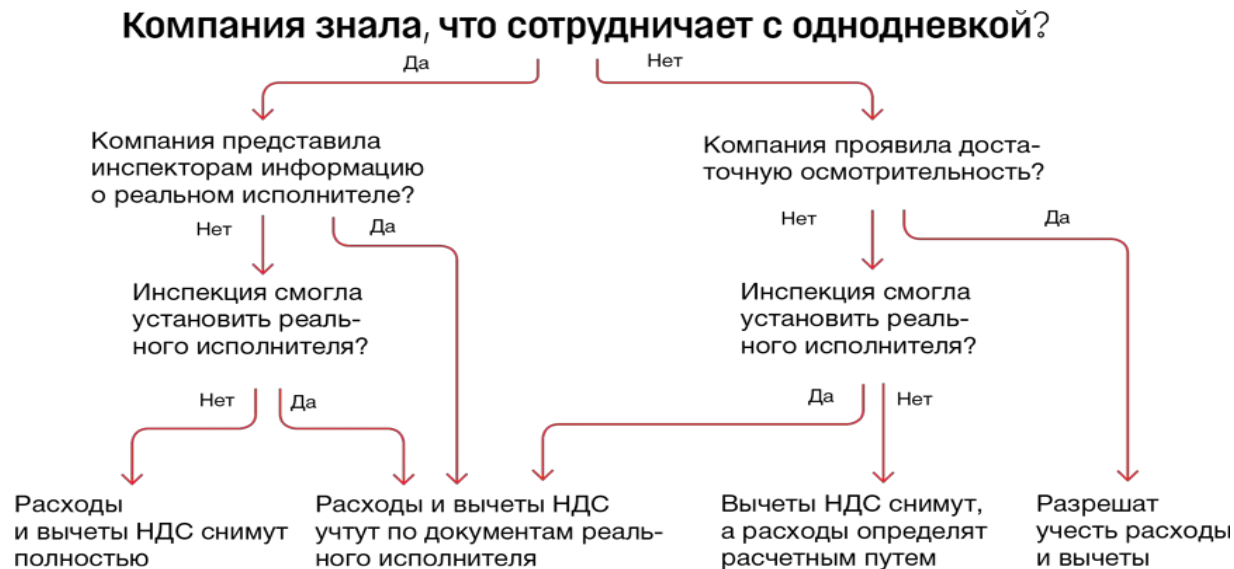 Компания знала, что сотрудничает с однодневкой?
Да
Нет
Компания представила
инспекторам информацию
о реальном исполнителе?
Компания проявила доста-
точную осмотрительность?
Нет
Да
Нет
Да
Инспекция смогла
установить реаль-
ного исполнителя?
Инспекция смогла
установить реаль-
ного исполнителя?
Нет
Да
Да
Нет
Расходы
и вычеты НДС снимут
полностью
Расходы и вычеты НДС
учтут по документам реаль-
ного исполнителя
Вычеты НДС снимут,
а расходы определят
расчетным путем
Разрешат
учесть расходы
и вычеты